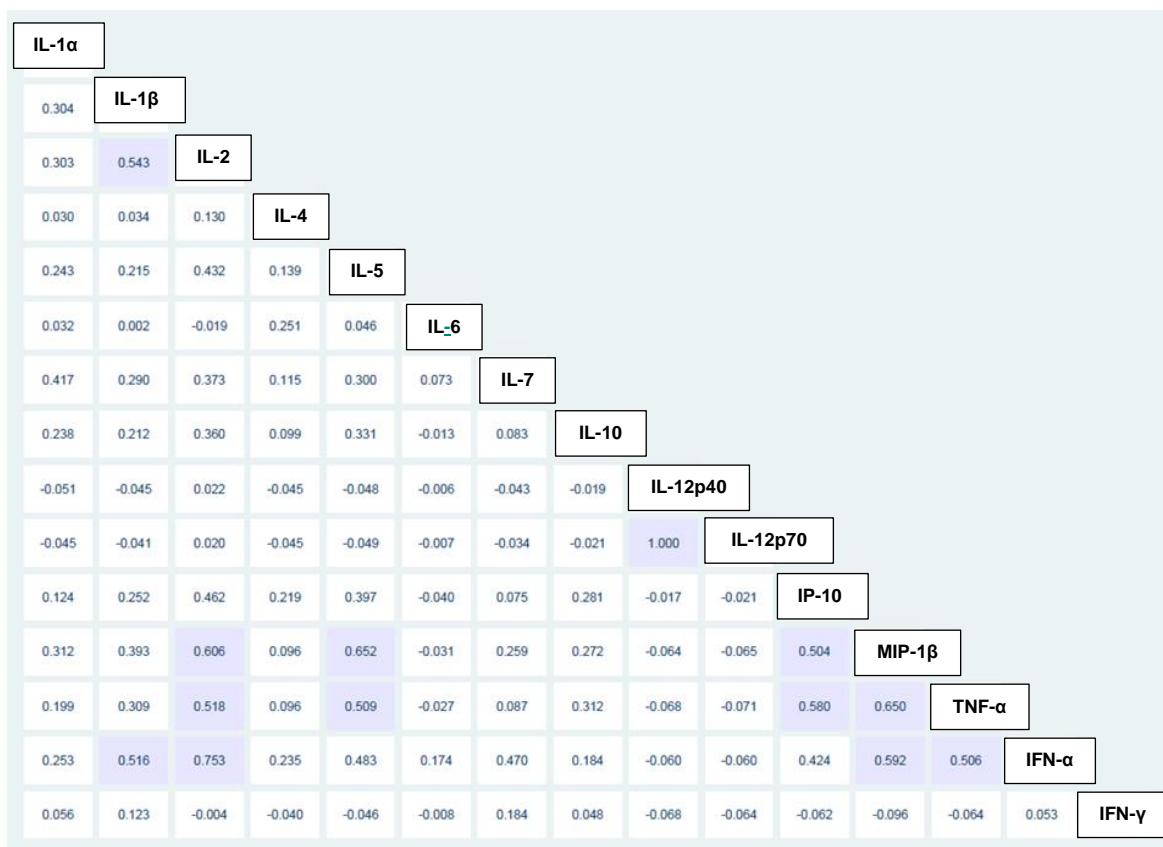 IL-1α
0.304 IL-1β
0.303 0.543 IL-2
0.030 0.034 0.130 IL-4
0.243 0.215 0.432 0.139 IL-5
0.032 0.002 -0.019 0.251 0.046 IL-6
0.417 0.290 0.373 0.115 0.300 0.073 IL-7
0.238 0.212 0.360 0.099 0.331 -0.013 0.083 IL-10
-0.051 -0.045 0.022 -0.045 -0.048 -0.006 -0.043 -0.019 IL-12p40
-0.045 -0.041 0.020 -0.045 -0.049 -0.007 -0.034 -0.021 1.000 IL-12p70
0.124 0.252 0.462 0.219 0.397 -0.040 0.075 0.281 -0.017 -0.021 IP-10
0.312 0.393 0.606 0.096 0.652 -0.031 0.259 0.272 -0.064 -0.065 0.504 MIP-1β
0.199 0.309 0.518 0.096 0.509 -0.027 0.087 0.312 -0.068 -0.071 0.580 0.650 TNF-α
0.253 0.516 0.753 0.235 0.483 0.174 0.470 0.184 -0.060 -0.060 0.424 0.592 0.506 IFN-α
0.056 0.123 -0.004 -0.040 -0.046 -0.008 0.184 0.048 -0.068 -0.064 -0.062 -0.096 -0.064 0.053 IFN-γ